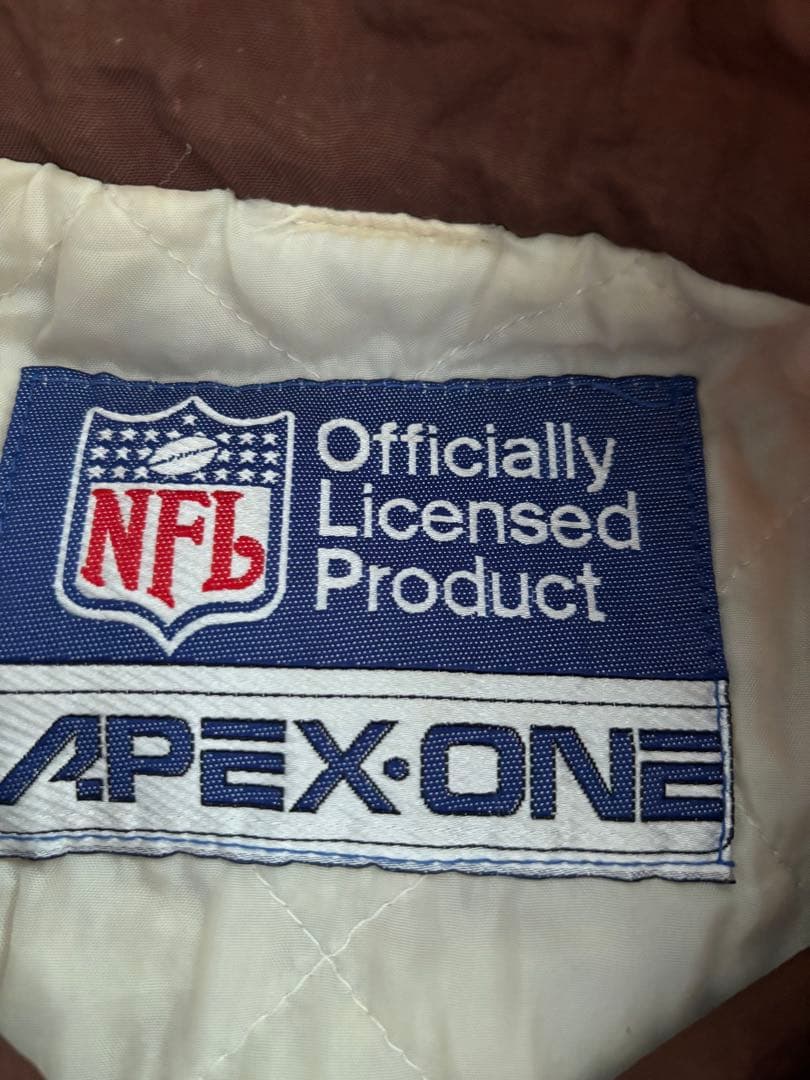 NFL
Officially
Licensed
Product
APEX·ONE